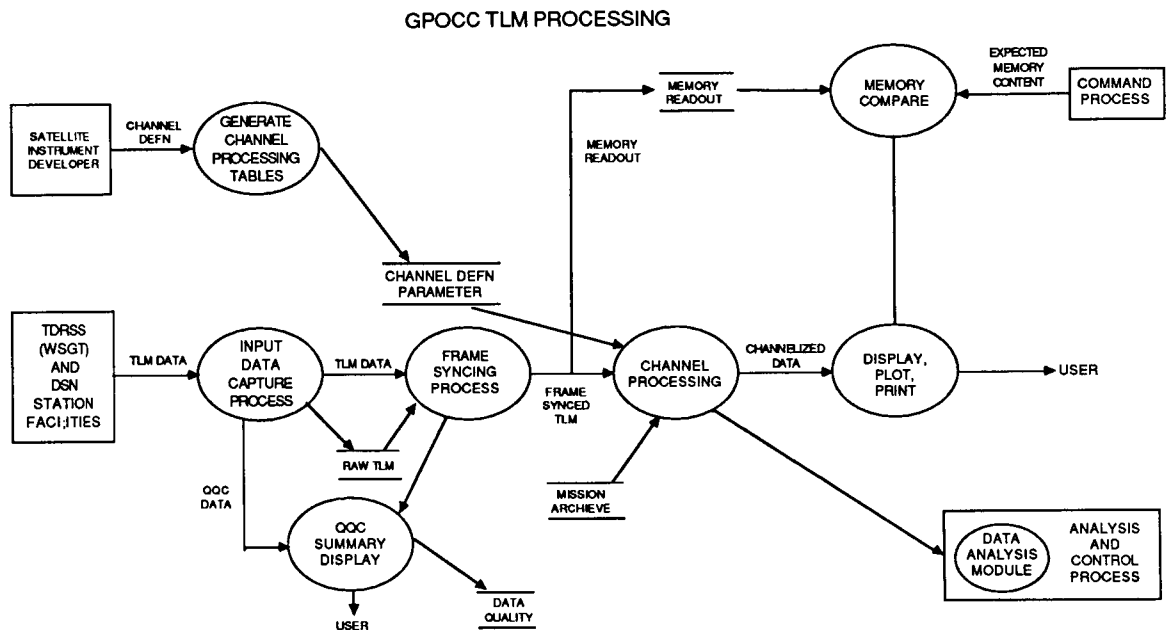 GPOCC TLM PROCESSING
SATELLITE
INSTRUMENT
DEVELOPER
CHANNEL
DEFN
GENERATE
CHANNEL
PROCESSING
TABLES
MEMORY
READOUT
MEMORY
READOUT
MEMORY
COMPARE
EXPECTED
MEMORY
CONTENT
COMMAND
PROCESS
CHANNEL DEFN
PARAMETER
TDRSS
(WSGT)
AND
DSN
STATION
FACI;ITIES
TLM DATA
INPUT
DATA
CAPTURE
PROCESS
TLM DATA
FRAME
SYNCING
PROCESS
FRAME
SYNCED
TLM
CHANNEL
PROCESSING
CHANNELIZED
DATA
DISPLAY,
PLOT,
PRINT
USER
RAW TLM
MISSION
ARCHIEVE
QQC
DATA
QQC
SUMMARY
DISPLAY
USER
DATA
QUALITY
DATA
ANALYSIS
MODULE
ANALYSIS
AND
CONTROL
PROCESS